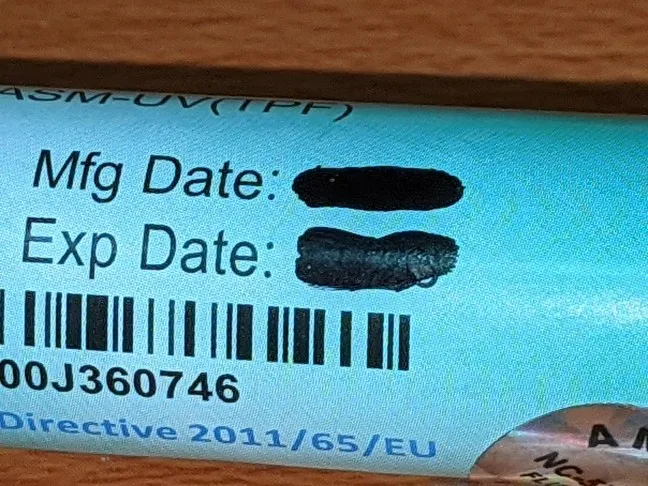 ASM-UV(TPF)
Mfg Date:
Exp Date:
00J360746
Directive 2011/65/EU